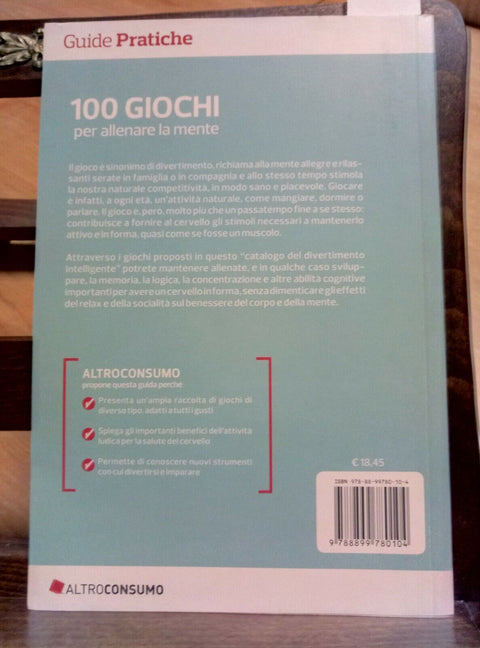 Guide Pratiche
100 GIOCHI
per allenare la mente
Il gioco è sinonimo di divertimento, richiama alla mente allegre e rilas-
santi serate in famiglia o in compagnia e allo stesso tempo stimola
la nostra naturale competitività, in modo sano e piacevole. Giocare
è infatti, a ogni età, un'attività naturale, come mangiare, dormire o
parlare. Il gioco è, però, molto più che un passatempo fine a se stesso:
contribuisce a fornire al cervello gli stimoli necessari a mantenerlo
attivo e in forma, quasi come se fosse un muscolo.
Attraverso i giochi proposti in questo "catalogo del divertimento
intelligente" potrete mantenere allenate, e in qualche caso svilup-
pare, la memoria, la logica, la concentrazione e altre abilità cognitive
importanti per avere un cervello in forma, senza dimenticare gli effetti
del relax e della socialità sul benessere del corpo e della mente.
ALTROCONSUMO
propone questa guida perché
Presenta un'ampia raccolta di giochi di
diverso tipo, adatti a tutti i gusti
Spiega gli importanti benefici dell'attività
ludica per la salute del cervello
Permette di conoscere nuovi strumenti
con cui divertirsi e imparare
€ 18,45
ISBN 978-88-99780-10-4
9 788899 780104
ALTROCONSUMO